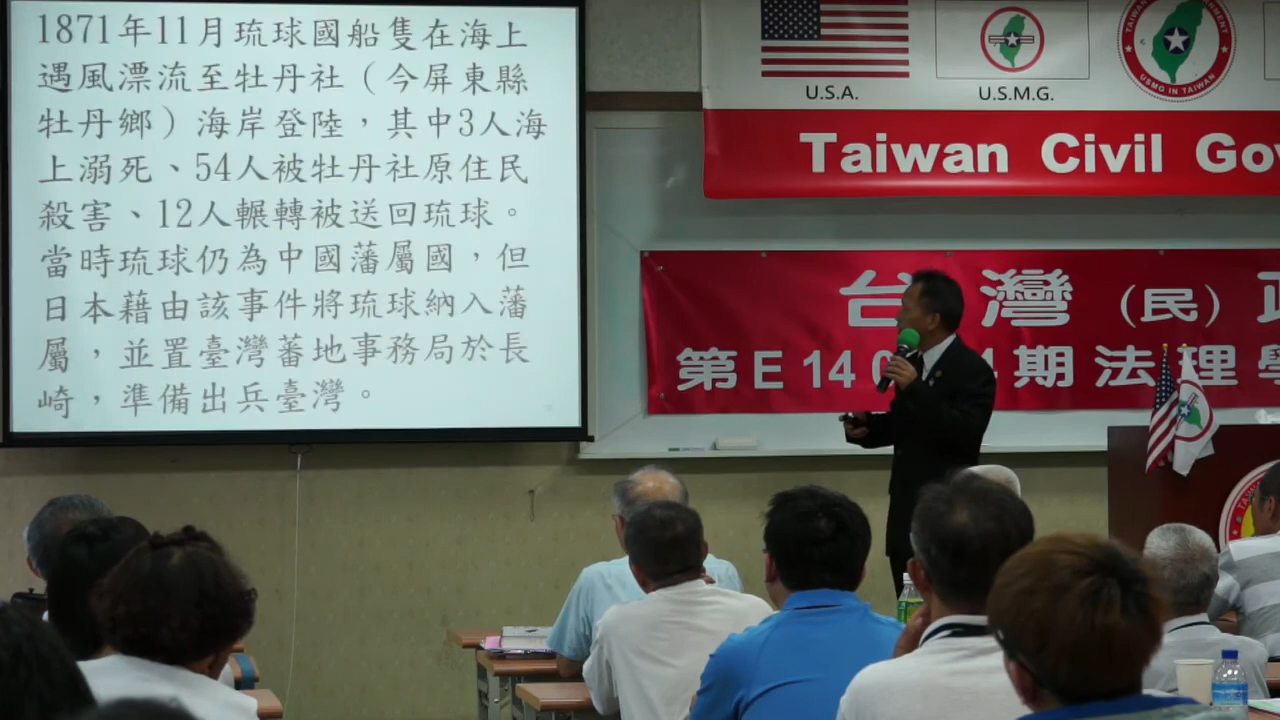 1871年11月琉球國船隻在海上
遇風漂流至牡丹社（今屏東縣
牡丹鄉）海岸登陸，其中3人海
上溺死、54人被牡丹社原住民
殺害、12人輾轉被送回琉球。
當時琉球仍為中國藩屬國，但
日本藉由該事件將琉球納入藩
屬，並置臺灣蕃地事務局於長
崎，準備出兵臺灣。
U.S.A.
U.S.M.G.
USMG IN TAIWAN
Taiwan Civil Go
台灣（民）
第E14
期法理學